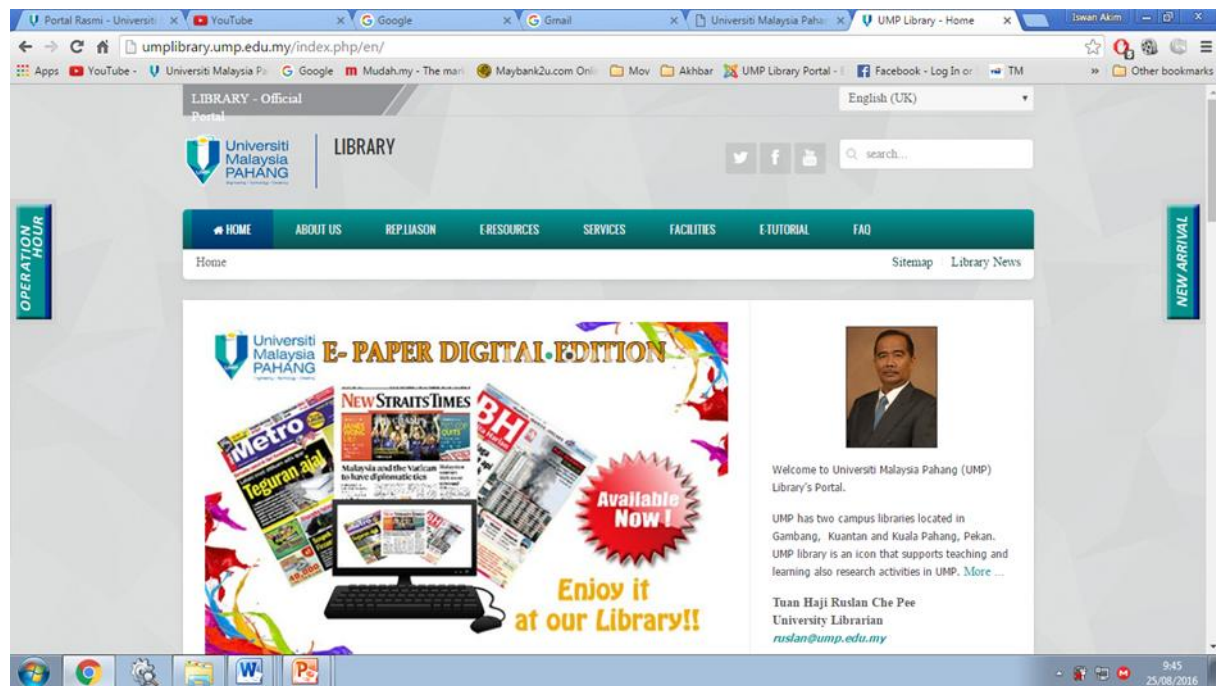 Portal Rasmi - Universiti
YouTube
Google
Gmail
Universiti Malaysia Paha
UMP Library - Home
Iswan Akim
umplibrary.ump.edu.my/index.php/en/
Apps
YouTube -
Universiti Malaysia Pa
Google
Mudah.my - The mar
Maybank2u.com Onli
Mov
Akhbar
UMP Library Portal -
Facebook - Log In or
TM
»
Other bookmarks
LIBRARY - Official
Portal
English (UK)
Universiti
Malaysia
PAHANG
LIBRARY
search...
OPERATION
HOUR
NEW ARRIVAL
HOME
ABOUT US
REP.LIASON
E-RESOURCES
SERVICES
FACILITIES
E-TUTORIAL
FAQ
Home
Sitemap
Library News
Universiti
Malaysia
PAHANG
E- PAPER DIGITAL EDITION
Metro
Teguran ajal
NEW STRAITS TIMES
Malaysia and the Vatican
to have diplomatic ties
BH
Available
Now !
Enjoy it
at our Library!!
Welcome to Universiti Malaysia Pahang (UMP)
Library's Portal.
UMP has two campus libraries located in
Gambang, Kuantan and Kuala Pahang, Pekan.
UMP library is an icon that supports teaching and
learning also research activities in UMP. More ...
Tuan Haji Ruslan Che Pee
University Librarian
ruslan@ump.edu.my
9:45
25/08/2016